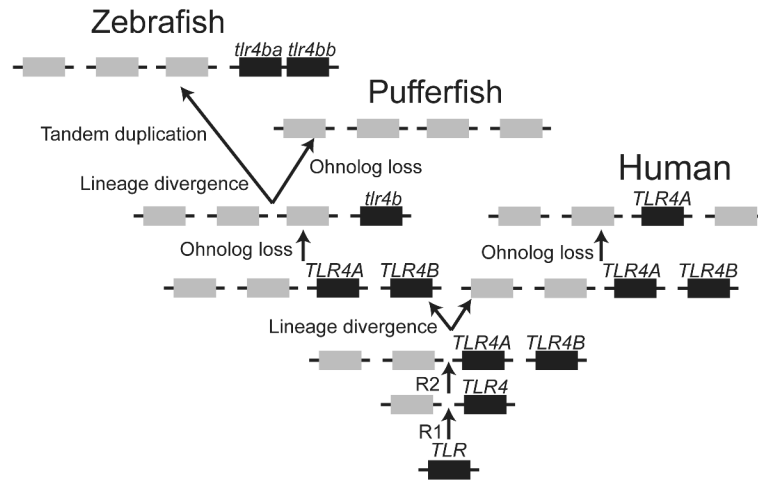 Zebrafish
tlr4ba tlr4bb
Pufferfish
Tandem duplication
Ohnolog loss
Lineage divergence
Human
tlr4b
TLR4A
Ohnolog loss
Ohnolog loss
TLR4A TLR4B
TLR4A TLR4B
Lineage divergence
TLR4A TLR4B
R2
TLR4
R1
TLR